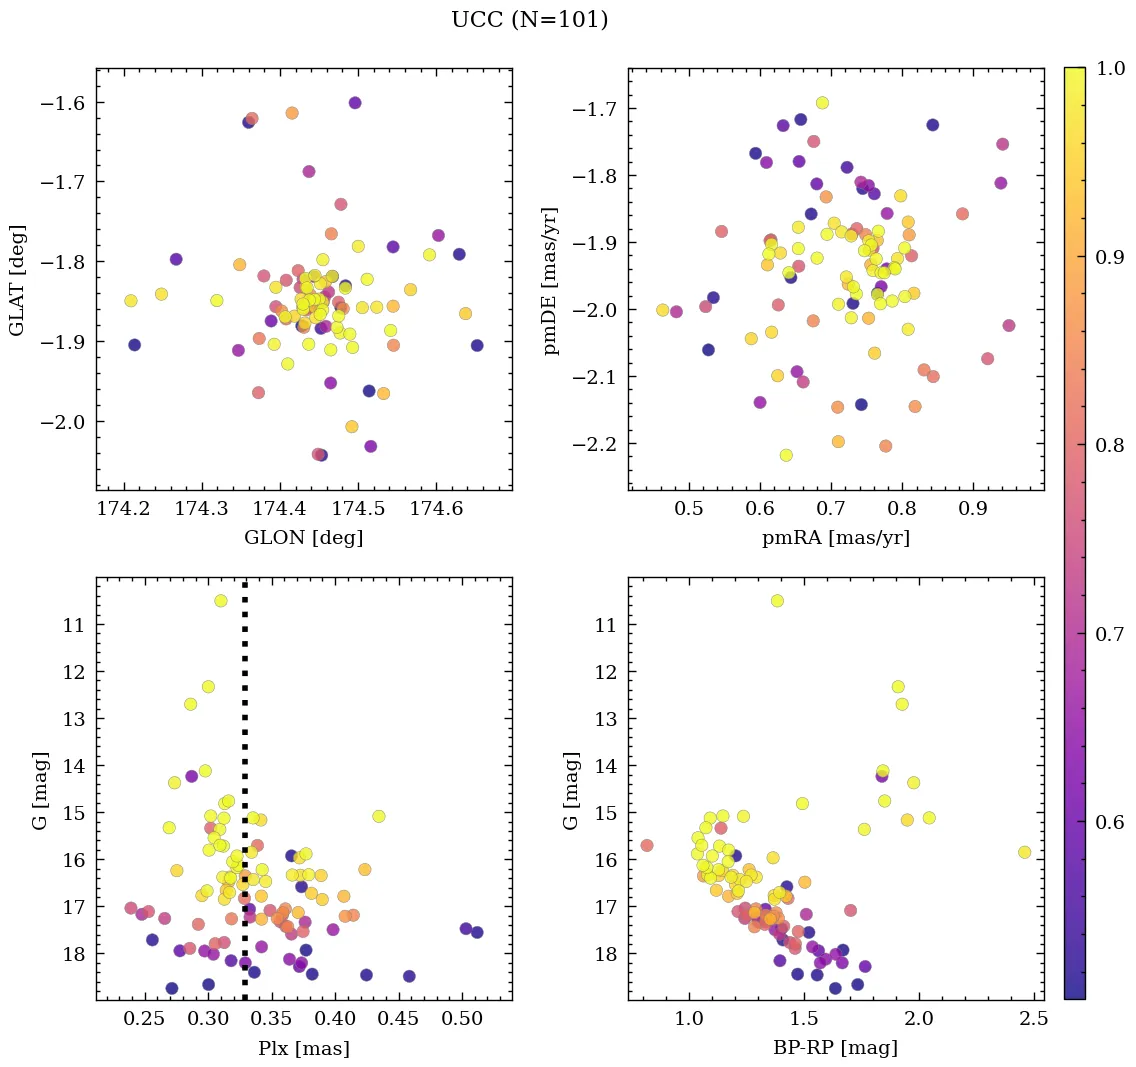 UCC (N=101)
−1.6
−1.7
−1.8
−1.9
−2.0
GLAT [deg]
174.2 174.3 174.4 174.5 174.6
GLON [deg]
−1.7
−1.8
−1.9
−2.0
−2.1
−2.2
pmDE [mas/yr]
0.5 0.6 0.7 0.8 0.9
pmRA [mas/yr]
11
12
13
14
15
16
17
18
G [mag]
0.25 0.30 0.35 0.40 0.45 0.50
Plx [mas]
11
12
13
14
15
16
17
18
G [mag]
1.0 1.5 2.0 2.5
BP-RP [mag]
1.0
0.9
0.8
0.7
0.6